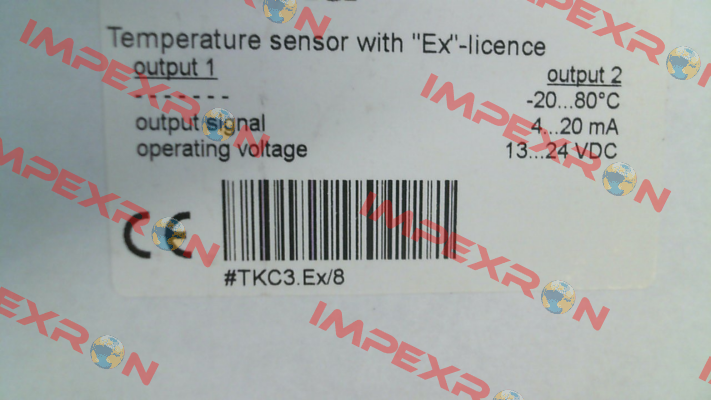 Temperature sensor with "Ex"-licence
output 1 output 2
- - - - - - - -20...80°C
output signal 4...20 mA
operating voltage 13...24 VDC
CE
#TKC3.Ex/8
IMPEXRON
IMPEXRON
IMPEXRON
IMPEXRON
IMPEXRON
IMPEXRON